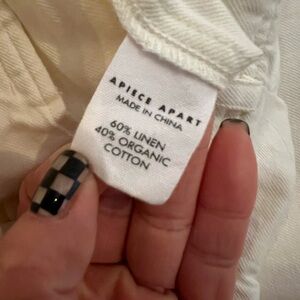 APIECE APART
MADE IN CHINA
60% LINEN
40% ORGANIC
COTTON